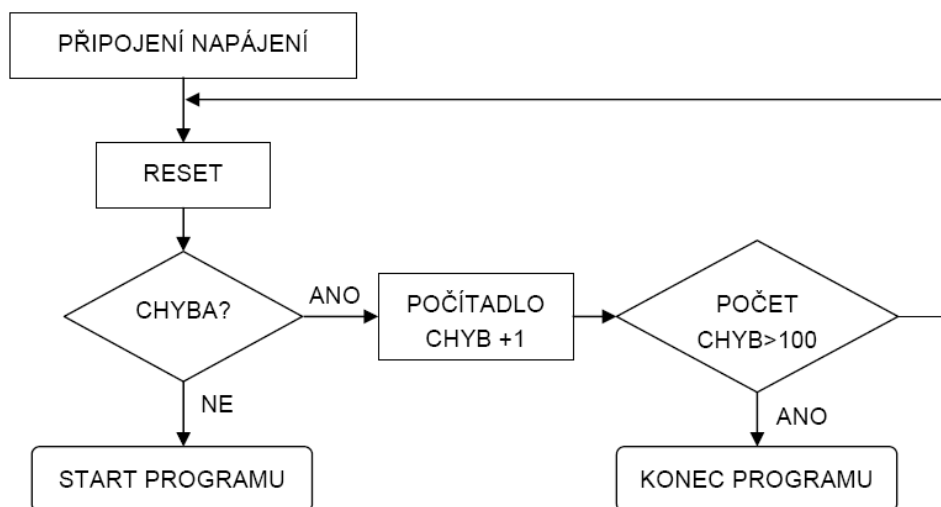 PŘIPOJENÍ NAPÁJENÍ
RESET
CHYBA?
ANO
POČÍTADLO
CHYB +1
POČET
CHYB>100
NE
ANO
START PROGRAMU
KONEC PROGRAMU